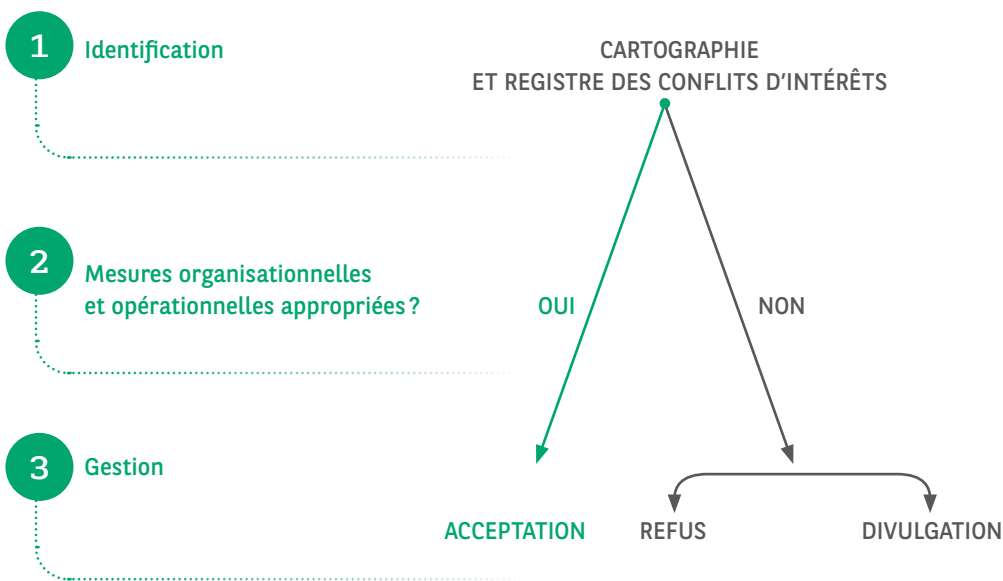 1
Identification
CARTOGRAPHIE
ET REGISTRE DES CONFLITS D'INTÉRÊTS
2
Mesures organisationnelles
et opérationnelles appropriées ?
OUI
NON
3
Gestion
ACCEPTATION
REFUS
DIVULGATION